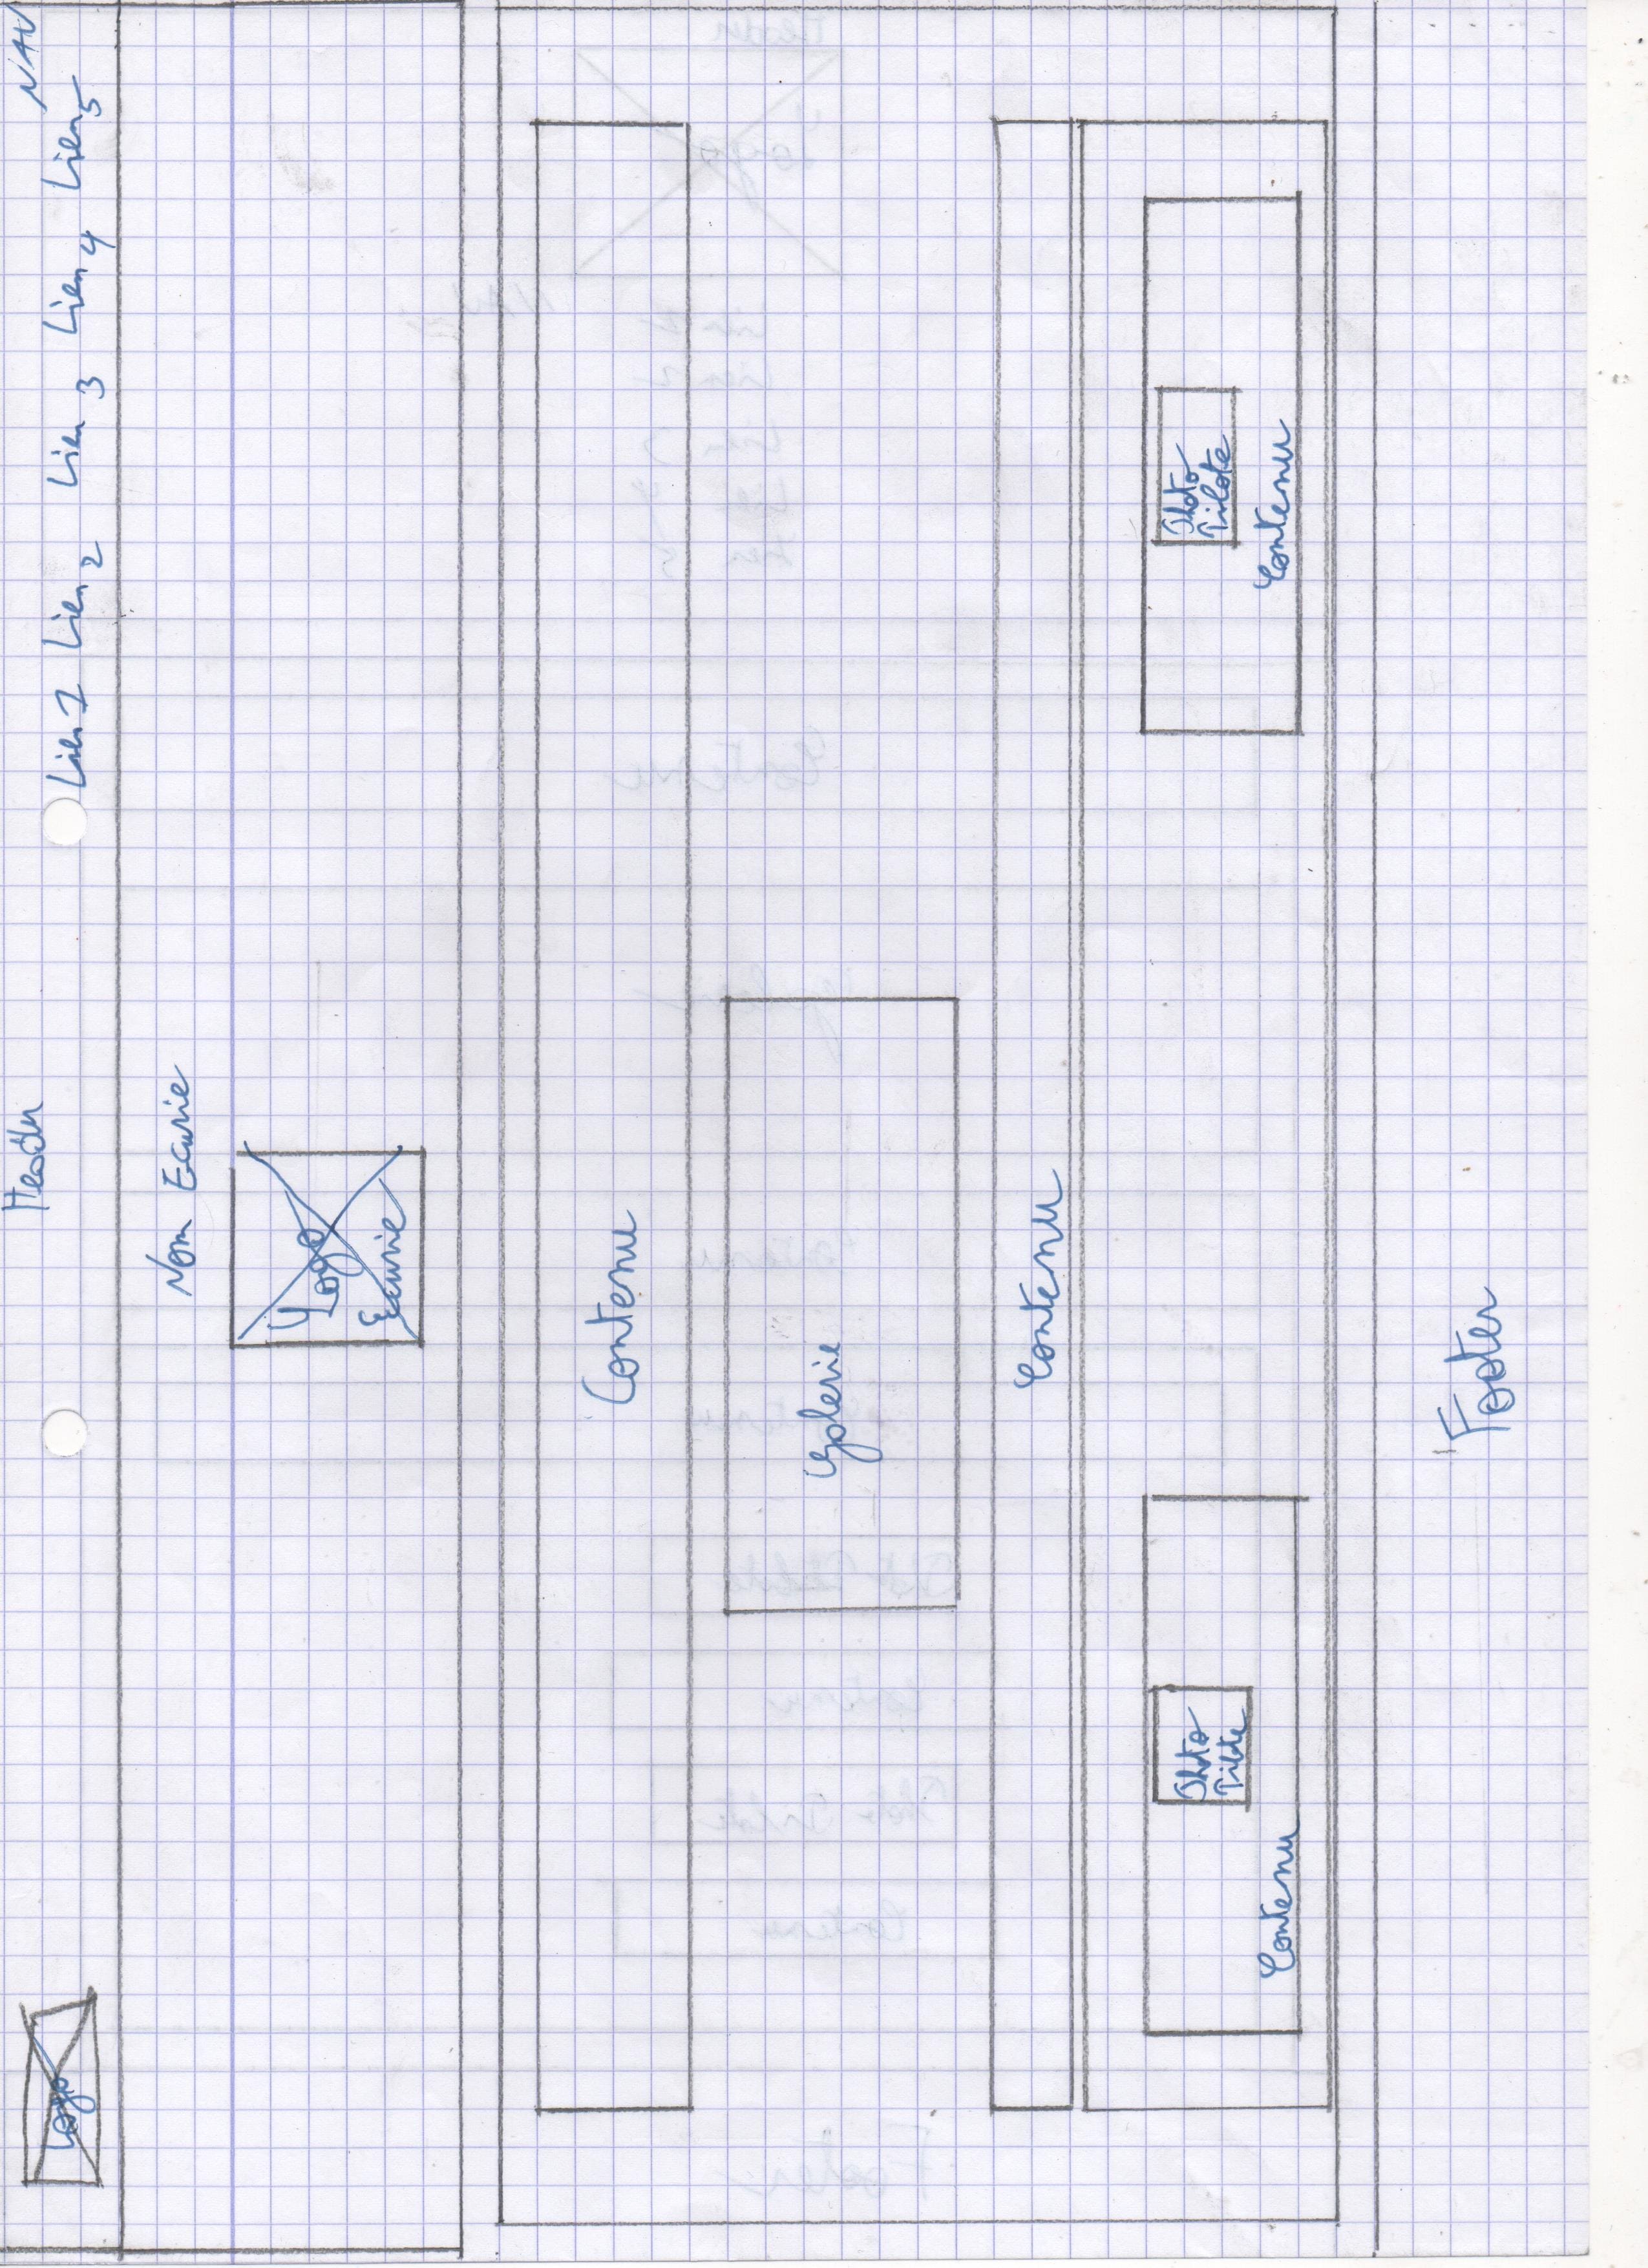 Header
NAV
Logo
Lien 1 Lien 2 Lien 3 Lien 4 Lien 5
Nom Ecurie
Logo
Ecurie
Contenu
Galerie
Contenu
Photo
Pilote
Contenu
Photo
Pilote
Contenu
Footer